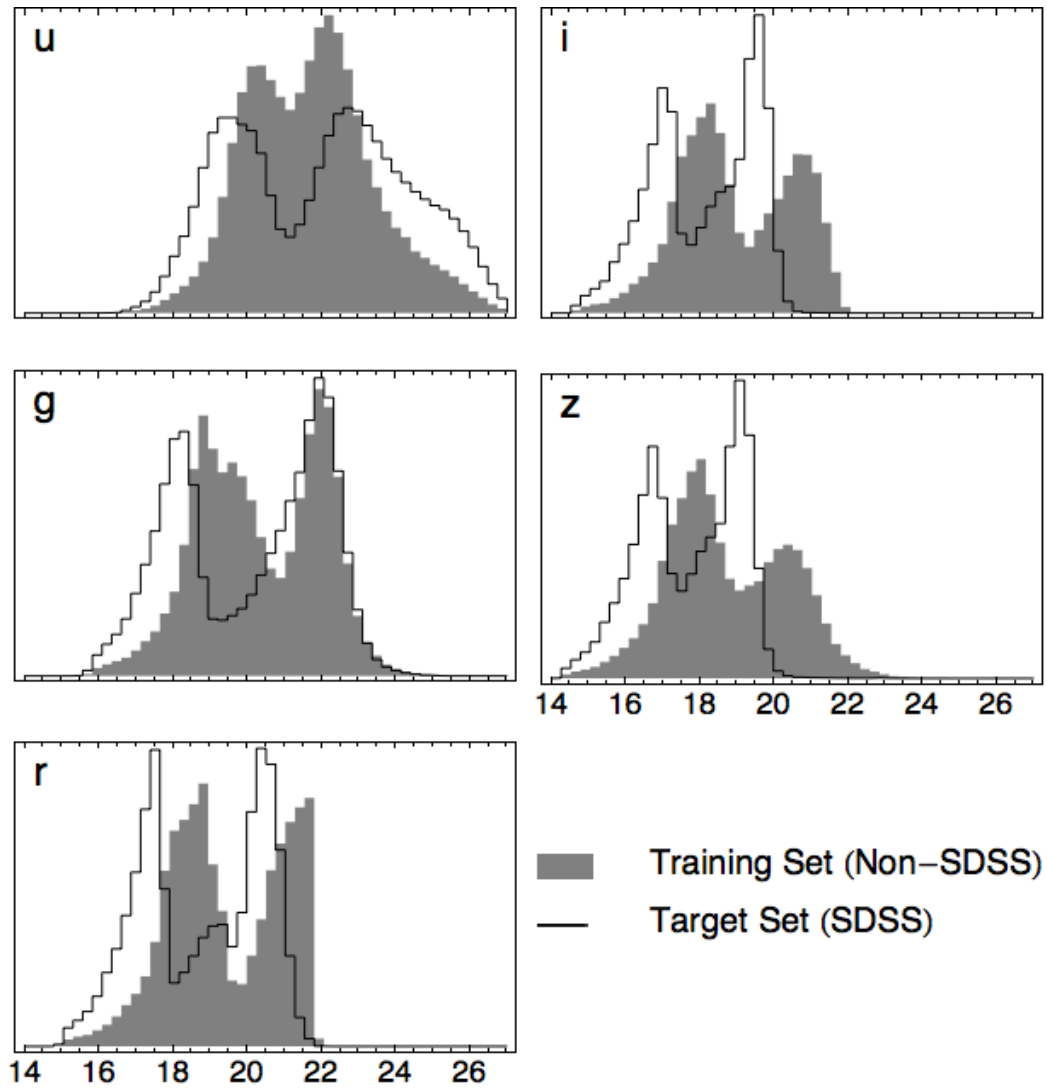 u
i
g
z
14 16 18 20 22 24 26
r
14 16 18 20 22 24 26
Training Set (Non-SDSS)
Target Set (SDSS)